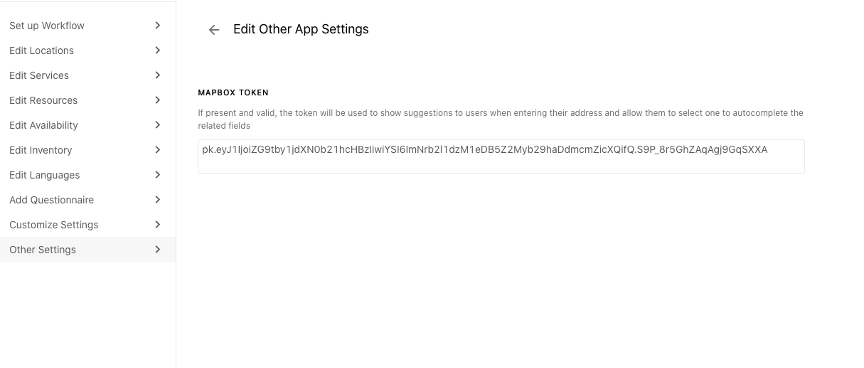 Set up Workflow
Edit Locations
Edit Services
Edit Resources
Edit Availability
Edit Inventory
Edit Languages
Add Questionnaire
Customize Settings
Other Settings
Edit Other App Settings
MAPBOX TOKEN
If present and valid, the token will be used to show suggestions to users when entering their address and allow them to select one to autocomplete the
related fields
pk.eyJ1IjoiZG9tby1jdXN0b21hcHBzIiwiYSI6ImNrb2l1dzM1eDB5Z2Myb29haDdmcmZicXQifQ.S9P_8r5GhZAqAgj9GqSXXA